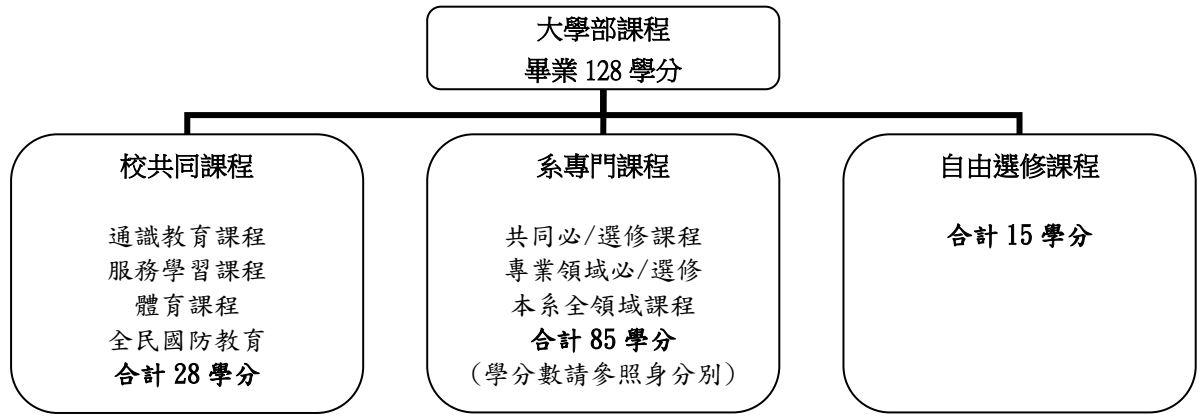 大學部課程
畢業 128 學分
校共同課程
通識教育課程
服務學習課程
體育課程
全民國防教育
合計 28 學分
系專門課程
共同必/選修課程
專業領域必/選修
本系全領域課程
合計 85 學分
（學分數請參照身分別）
自由選修課程
合計 15 學分